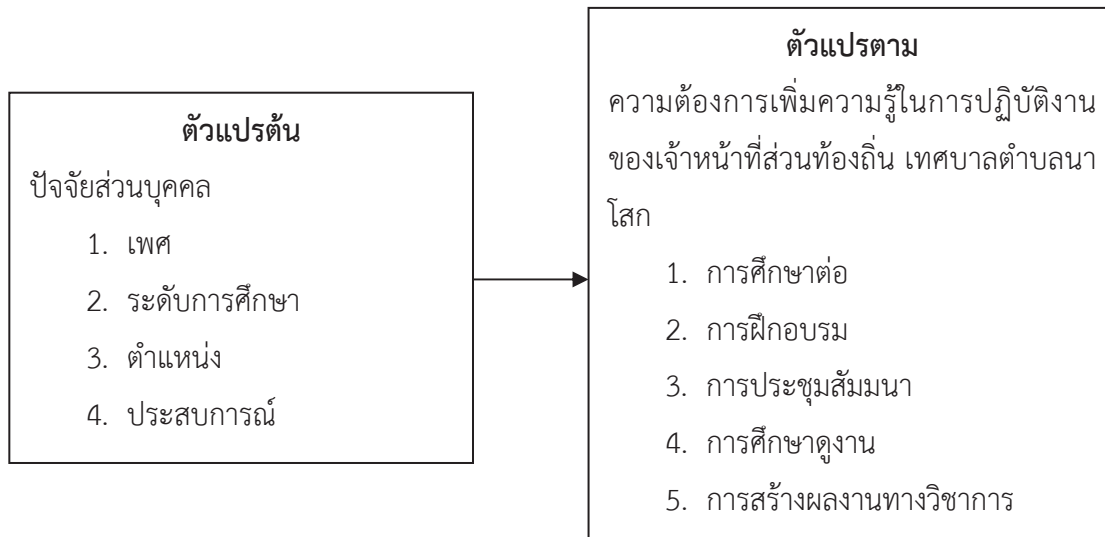 ตัวแปรต้น
ปัจจัยส่วนบุคคล
1. เพศ
2. ระดับการศึกษา
3. ตำแหน่ง
4. ประสบการณ์
ตัวแปรตาม
ความต้องการเพิ่มความรู้ในการปฏิบัติงาน
ของเจ้าหน้าที่ส่วนท้องถิ่น เทศบาลตำบลนา
โสก
1. การศึกษาต่อ
2. การฝึกอบรม
3. การประชุมสัมมนา
4. การศึกษาดูงาน
5. การสร้างผลงานทางวิชาการ